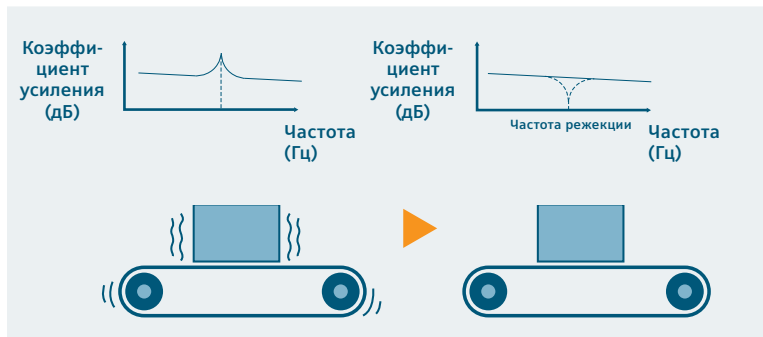 Коэффи-
циент
усиления
(дБ)
Частота
(Гц)
Коэффи-
циент
усиления
(дБ)
Частота режекции
Частота
(Гц)